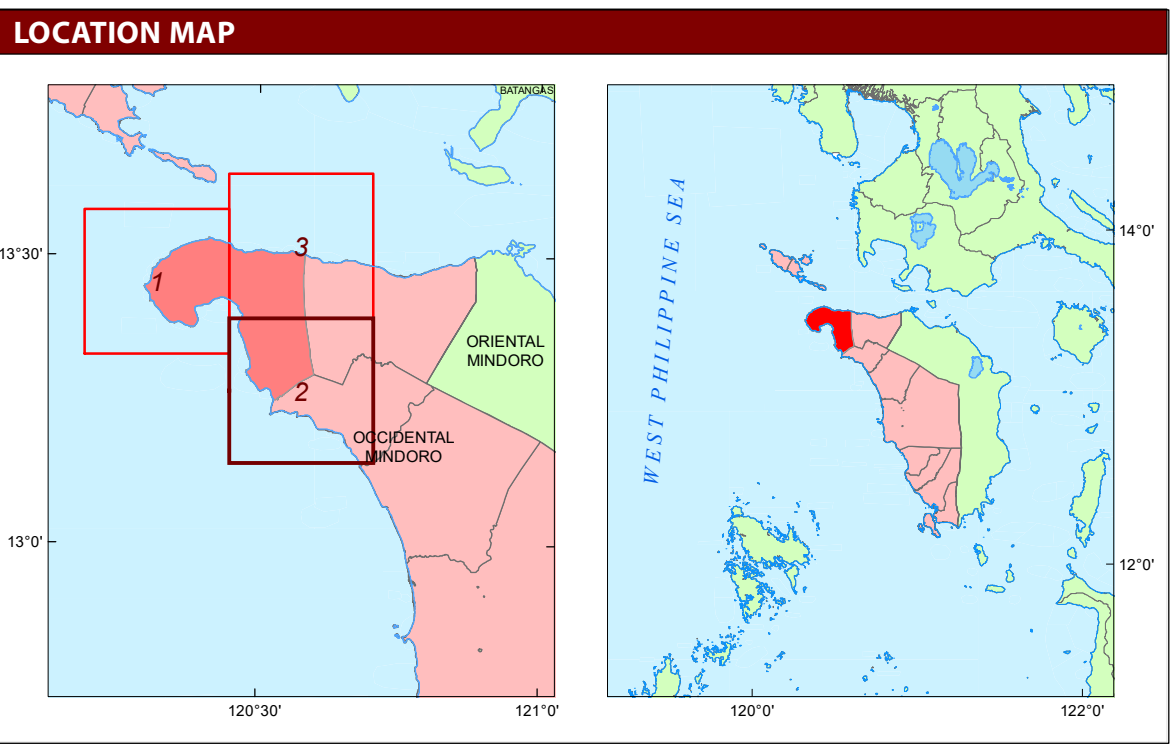 LOCATION MAP
BATANGAS
13°30'
1
3
ORIENTAL
MINDORO
2
OCCIDENTAL
MINDORO
13°0'
120°30'
121°0'
WEST PHILIPPINE SEA
14°0'
12°0'
120°0'
122°0'